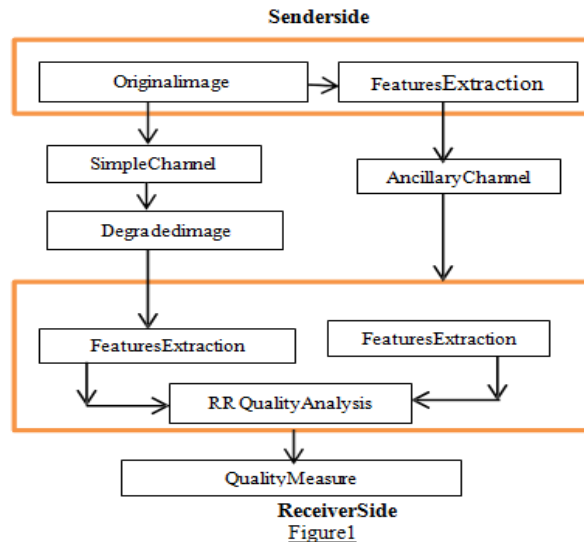 Senderside
Originalimage
FeaturesExtraction
SimpleChannel
AncillaryChannel
Degradedimage
FeaturesExtraction
FeaturesExtraction
RR QualityAnalysis
QualityMeasure
ReceiverSide
Figure1